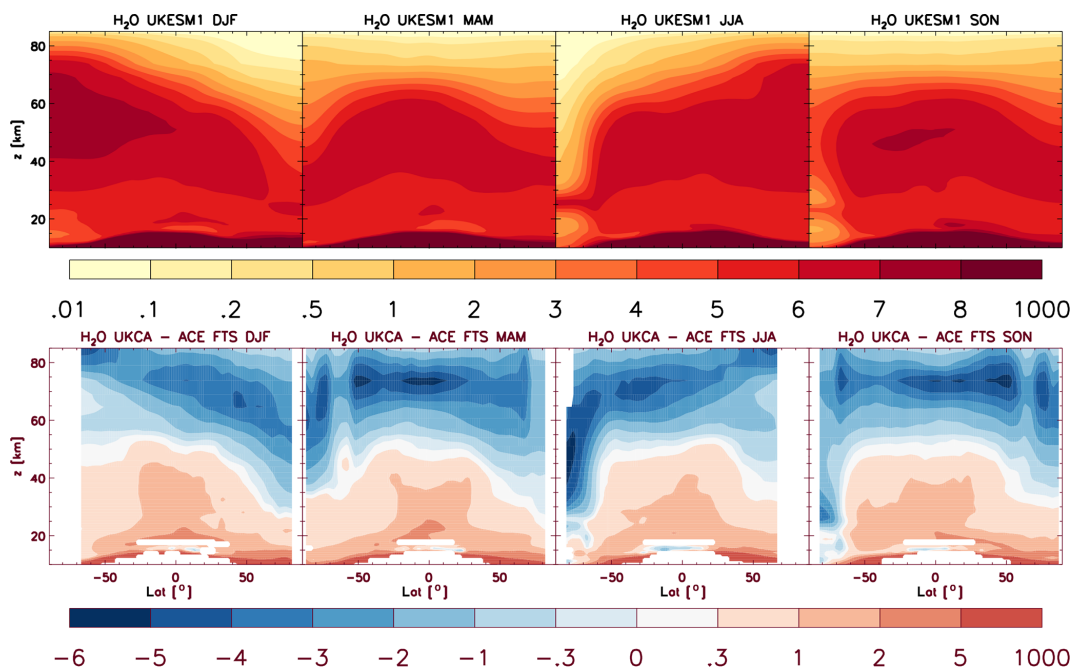 H₂O UKESM1 DJF H₂O UKESM1 MAM H₂O UKESM1 JJA H₂O UKESM1 SON
80
60
z [km]
40
20
.01 .1 .2 .5 1 2 3 4 5 6 7 8 1000
H₂O UKCA − ACE FTS DJF H₂O UKCA − ACE FTS MAM H₂O UKCA − ACE FTS JJA H₂O UKCA − ACE FTS SON
80
60
z [km]
40
20
−50 0 50 −50 0 50 −50 0 50 −50 0 50
Lat [°] Lat [°] Lat [°] Lat [°]
−6 −5 −4 −3 −2 −1 −.3 0 .3 1 2 5 1000